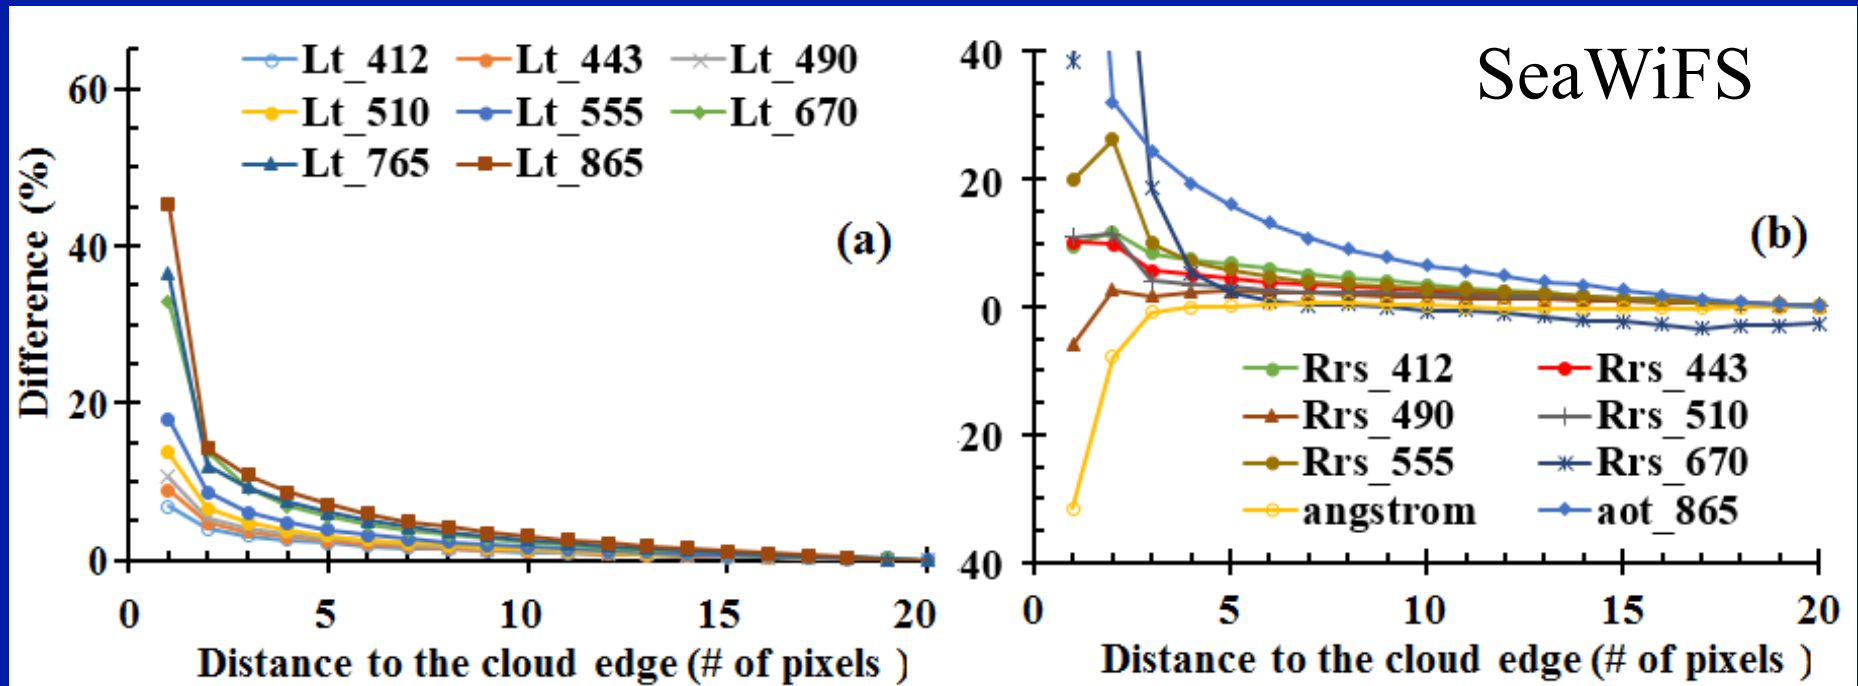 Lt_412 Lt_443 Lt_490
Lt_510 Lt_555 Lt_670
Lt_765 Lt_865
Difference (%)
60
40
20
0
0 5 10 15 20
Distance to the cloud edge (# of pixels )
(a)
SeaWiFS
40
20
0
-20
40
0 5 10 15 20
Distance to the cloud edge (# of pixels )
(b)
Rrs_412 Rrs_443
Rrs_490 Rrs_510
Rrs_555 Rrs_670
angstrom aot_865